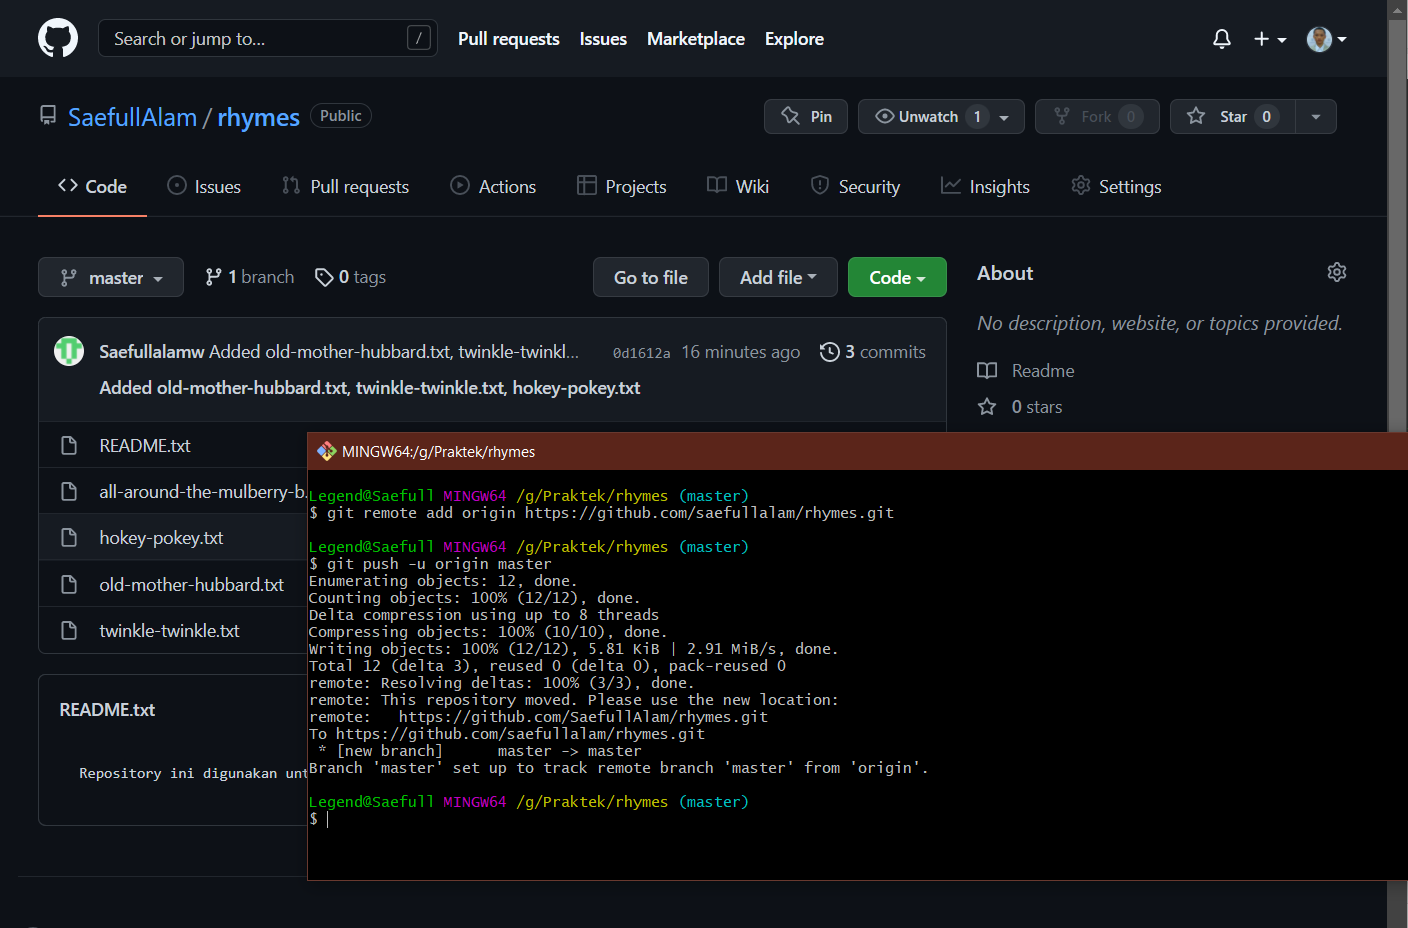 Search or jump to... /
Pull requests Issues Marketplace Explore
SaefullAlam / rhymes Public
Pin Unwatch 1 Fork 0 Star 0
Code Issues Pull requests Actions Projects Wiki Security Insights Settings
master 1 branch 0 tags Go to file Add file Code
Saefullalamw Added old-mother-hubbard.txt, twinkle-twinkl... 0d1612a 16 minutes ago 3 commits
Added old-mother-hubbard.txt, twinkle-twinkle.txt, hokey-pokey.txt
README.txt
all-around-the-mulberry-b.
hokey-pokey.txt
old-mother-hubbard.txt
twinkle-twinkle.txt
README.txt
Repository ini digunakan unt
About
No description, website, or topics provided.
Readme
0 stars
MINGW64:/g/Praktek/rhymes
Legend@Saefull MINGW64 /g/Praktek/rhymes (master)
$ git remote add origin https://github.com/saefullalam/rhymes.git
Legend@Saefull MINGW64 /g/Praktek/rhymes (master)
$ git push -u origin master
Enumerating objects: 12, done.
Counting objects: 100% (12/12), done.
Delta compression using up to 8 threads
Compressing objects: 100% (10/10), done.
Writing objects: 100% (12/12), 5.81 KiB | 2.91 MiB/s, done.
Total 12 (delta 3), reused 0 (delta 0), pack-reused 0
remote: Resolving deltas: 100% (3/3), done.
remote: This repository moved. Please use the new location:
remote:   https://github.com/SaefullAlam/rhymes.git
To https://github.com/saefullalam/rhymes.git
 * [new branch]      master -> master
Branch 'master' set up to track remote branch 'master' from 'origin'.
Legend@Saefull MINGW64 /g/Praktek/rhymes (master)
$